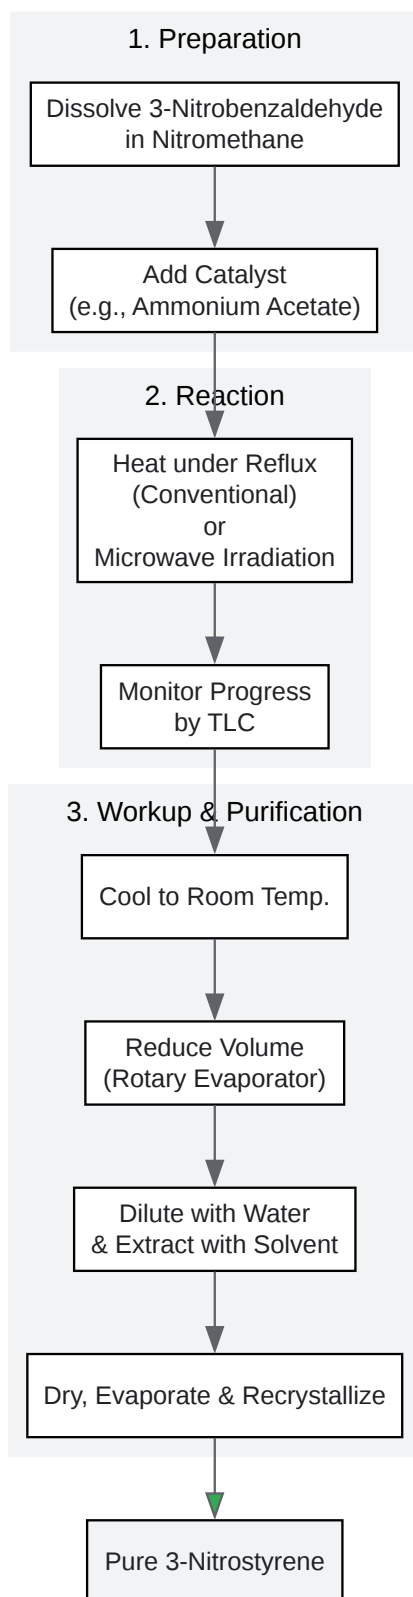 1. Preparation
Dissolve 3-Nitrobenzaldehyde
in Nitromethane
Add Catalyst
(e.g., Ammonium Acetate)
2. Reaction
Heat under Reflux
(Conventional)
or
Microwave Irradiation
Monitor Progress
by TLC
3. Workup & Purification
Cool to Room Temp.
Reduce Volume
(Rotary Evaporator)
Dilute with Water
& Extract with Solvent
Dry, Evaporate & Recrystallize
Pure 3-Nitrostyrene